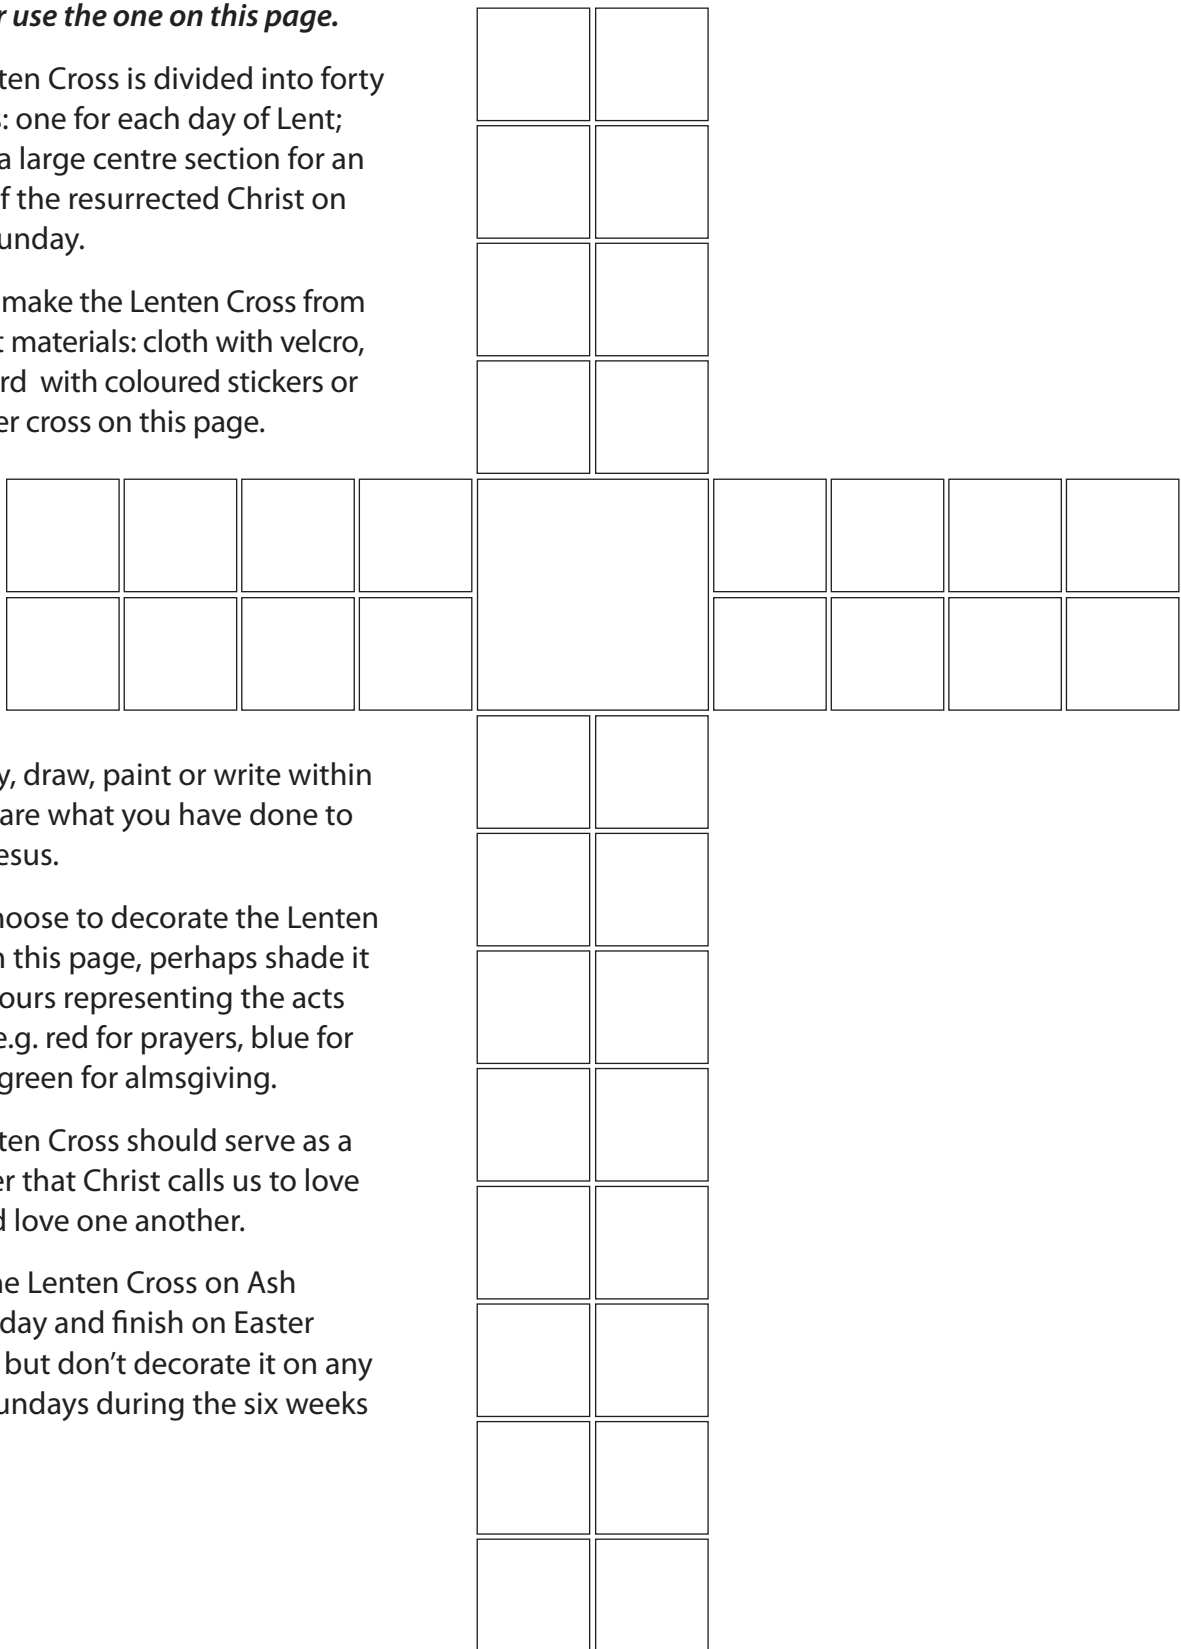 r use the one on this page.
ten Cross is divided into forty
s: one for each day of Lent;
a large centre section for an
f the resurrected Christ on
unday.
make the Lenten Cross from
t materials: cloth with velcro,
rd with coloured stickers or
er cross on this page.
y, draw, paint or write within
are what you have done to
esus.
hoose to decorate the Lenten
n this page, perhaps shade it
ours representing the acts
e.g. red for prayers, blue for
green for almsgiving.
ten Cross should serve as a
er that Christ calls us to love
d love one another.
he Lenten Cross on Ash
day and finish on Easter
but don’t decorate it on any
undays during the six weeks